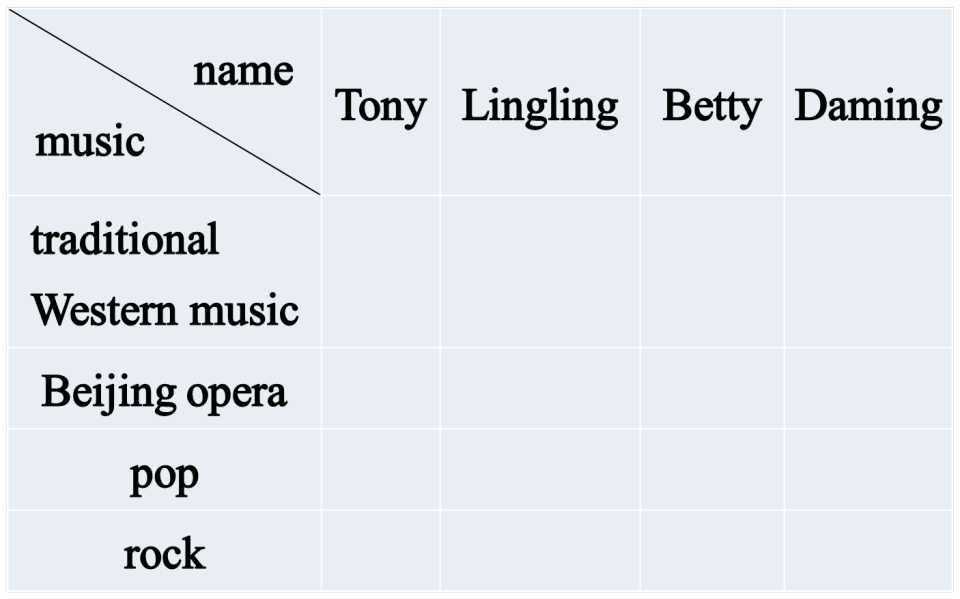 name
music
Tony Lingling Betty Daming
traditional
Western music
Beijing opera
pop
rock